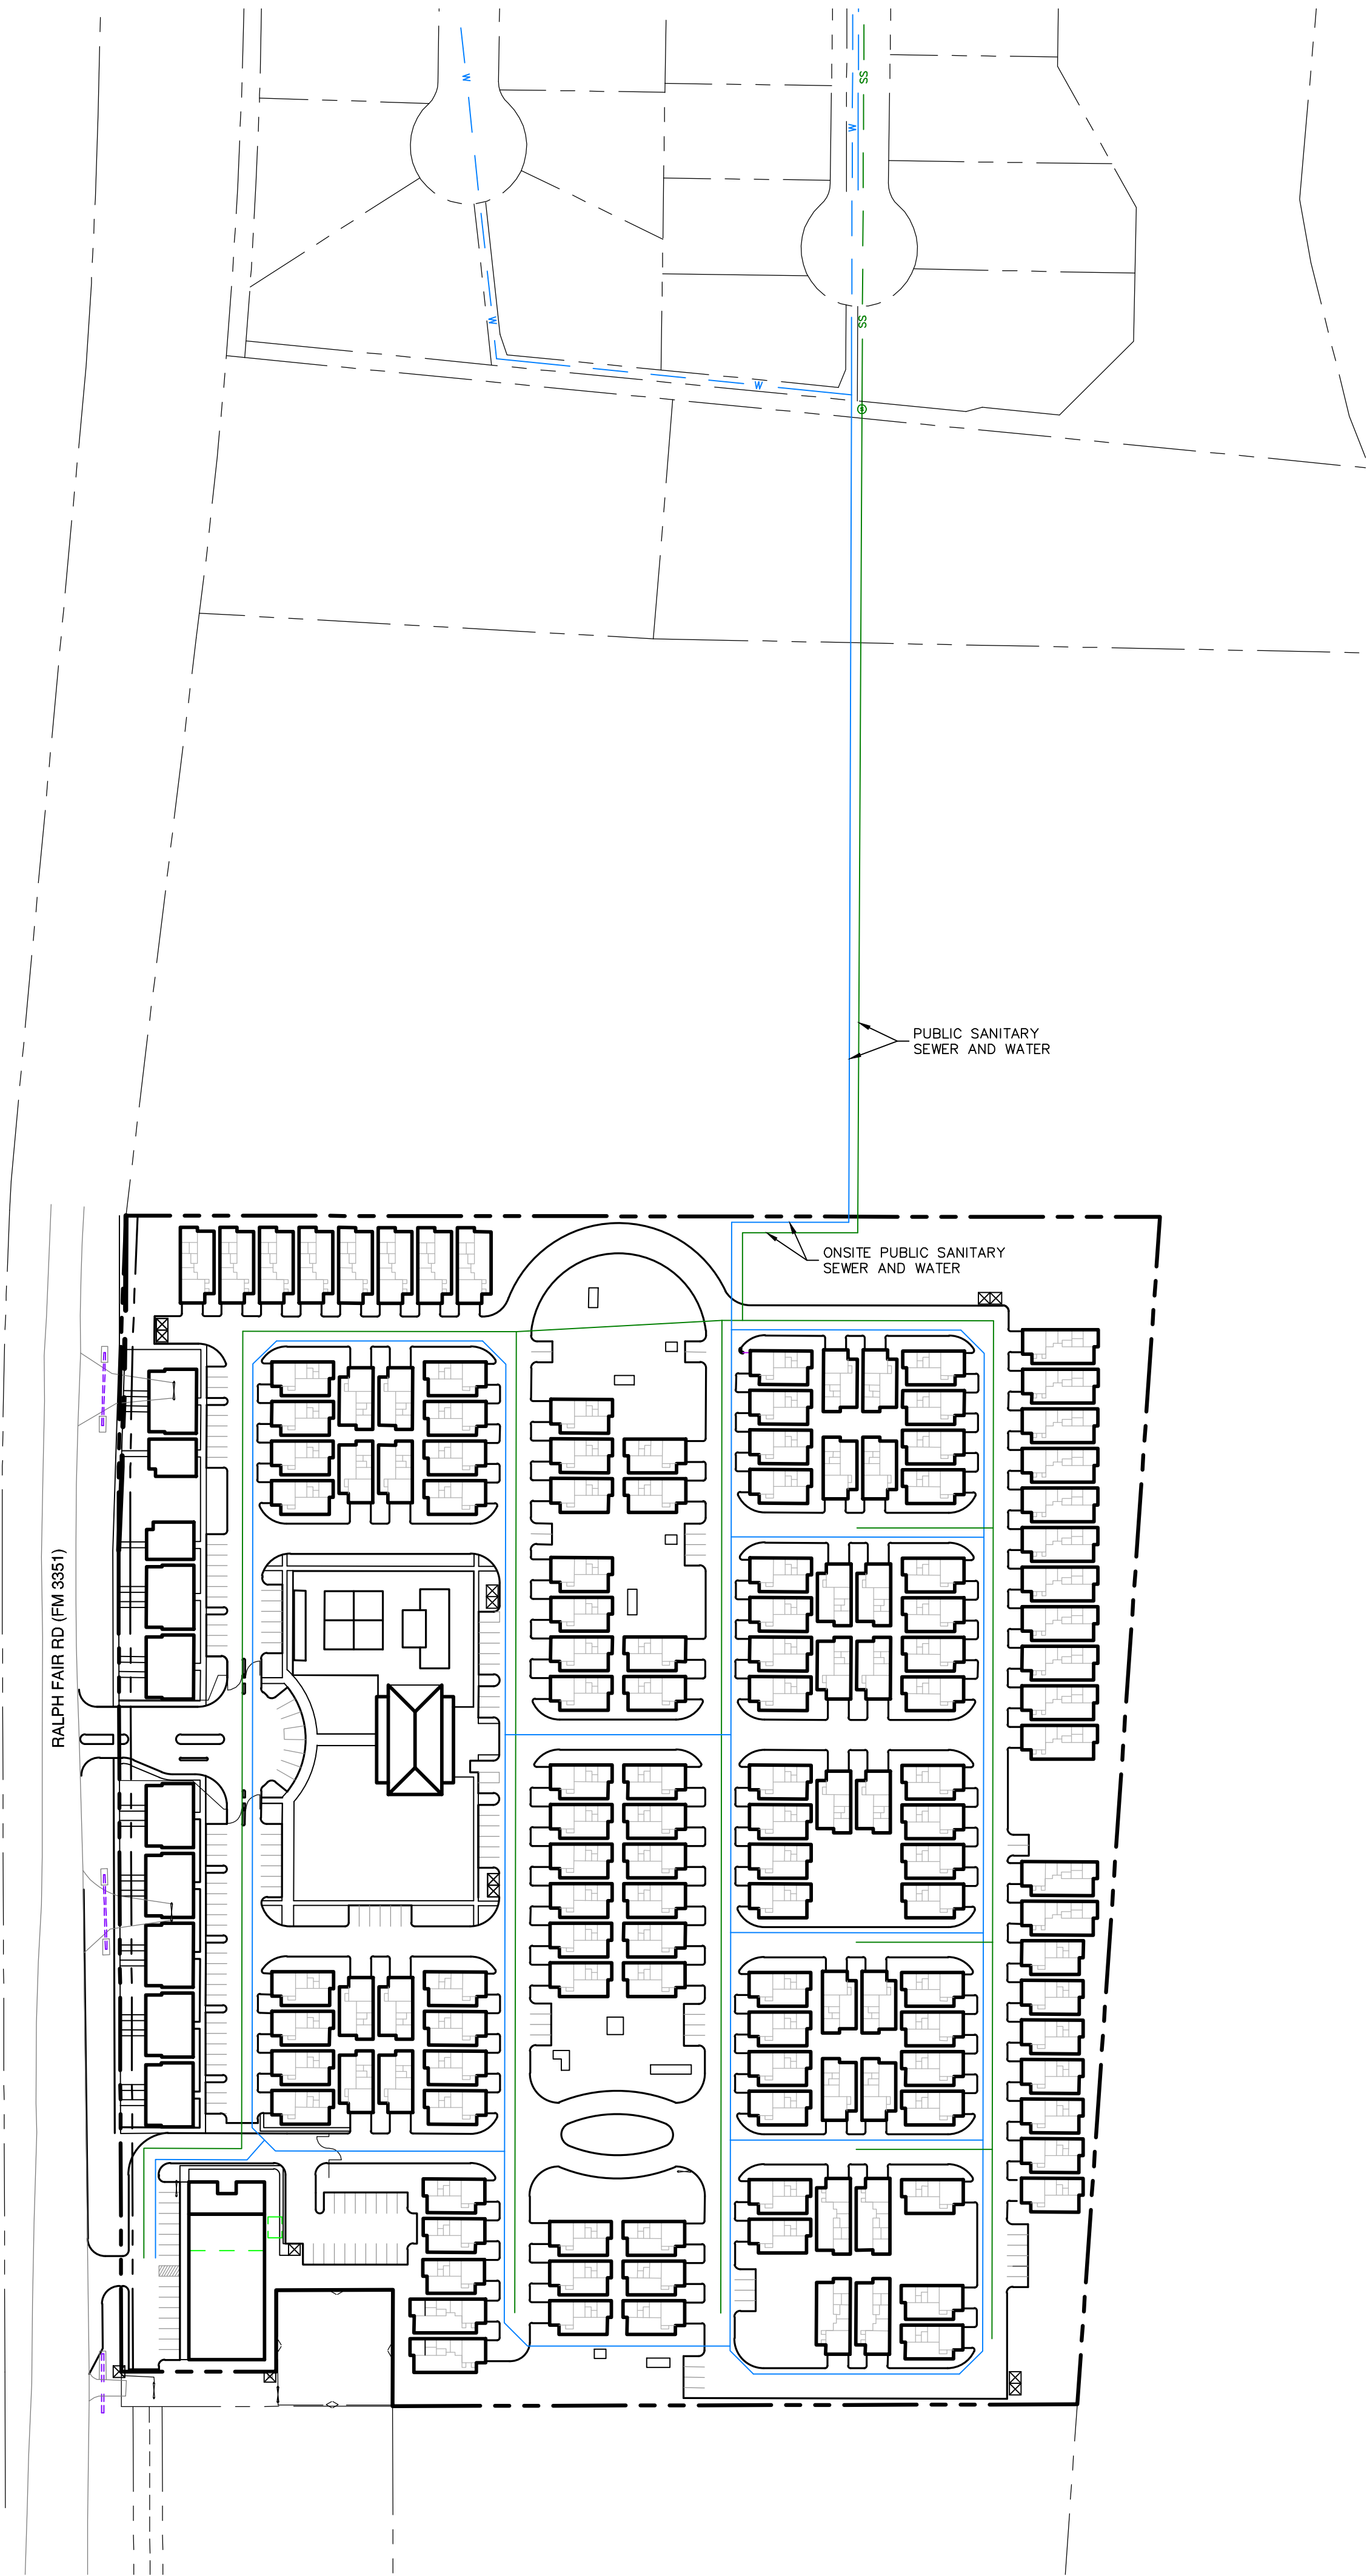 W
SS
W
W
SS
W
PUBLIC SANITARY
SEWER AND WATER
ONSITE PUBLIC SANITARY
SEWER AND WATER
RALPH FAIR RD (FM 3351)